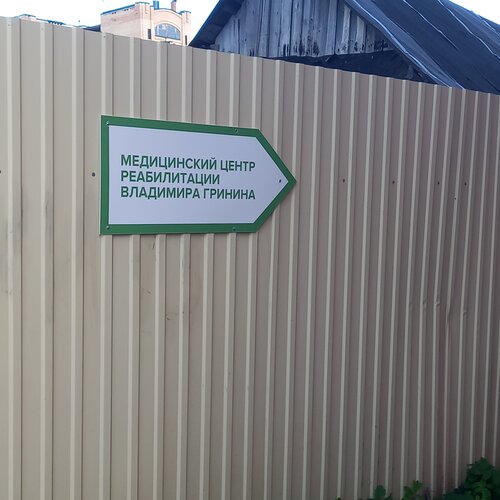 МЕДИЦИНСКИЙ ЦЕНТР
РЕАБИЛИТАЦИИ
ВЛАДИМИРА ГРИНИНА